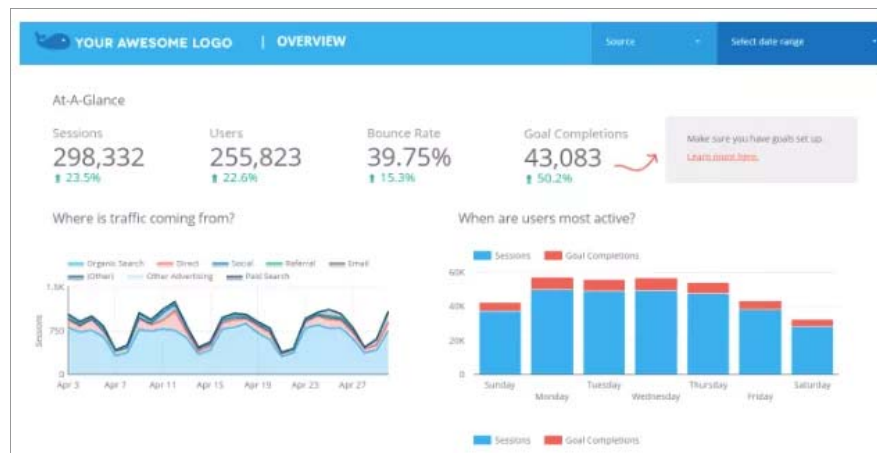 YOUR AWESOME LOGO | OVERVIEW
Source
Select date range
At-A-Glance
Sessions
298,332
23.5%
Users
255,823
22.6%
Bounce Rate
39.75%
15.3%
Goal Completions
43,083
50.2%
Make sure you have goals set up.
Learn more here.
Where is traffic coming from?
Organic Search Direct Social Referral Email
(Other) Other Advertising Paid Search
Sessions
1.5K
750
0
Apr 3 Apr 7 Apr 11 Apr 15 Apr 19 Apr 23 Apr 27
When are users most active?
Sessions Goal Completions
60K
40K
20K
0
Sunday Monday Tuesday Wednesday Thursday Friday Saturday
Sessions Goal Completions